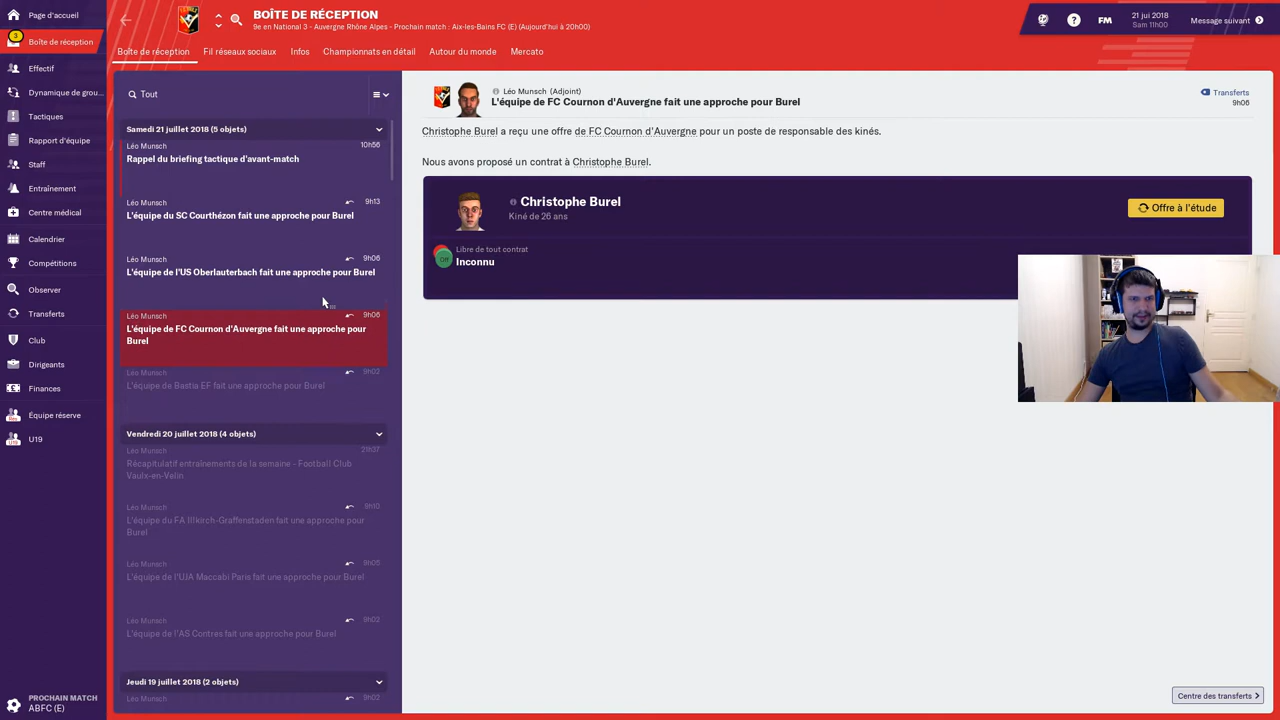 Page d'accueil
3
Boîte de réception
Effectif
Dynamique de grou...
Tactiques
Rapport d'équipe
Staff
Entraînement
Centre médical
Calendrier
Compétitions
Observer
Transferts
Club
Dirigeants
Finances
Équipe réserve
U19
PROCHAIN MATCH
ABFC (E)
BOÎTE DE RÉCEPTION
9e en National 3 - Auvergne Rhône Alpes - Prochain match : Aix-les-Bains FC (E) (Aujourd'hui à 20h00)
? FM
21 jui 2018
Sam 11h00
Message suivant
Boîte de réception Fil réseaux sociaux Infos Championnats en détail Autour du monde Mercato
Tout
Samedi 21 juillet 2018 (5 objets)
Léo Munsch 10h56
Rappel du briefing tactique d'avant-match
Léo Munsch 9h13
L'équipe du SC Courthézon fait une approche pour Burel
Léo Munsch 9h06
L'équipe de l'US Oberlauterbach fait une approche pour Burel
Léo Munsch 9h06
L'équipe de FC Cournon d'Auvergne fait une approche pour
Burel
Léo Munsch 9h02
L'équipe de Bastia EF fait une approche pour Burel
Vendredi 20 juillet 2018 (4 objets)
Léo Munsch 21h07
Récapitulatif entraînements de la semaine - Football Club
Vaulx-en-Velin
Léo Munsch 9h10
L'équipe du FA Illkirch-Graffenstaden fait une approche pour
Burel
Léo Munsch 9h05
L'équipe de l'UJA Maccabi Paris fait une approche pour Burel
Léo Munsch 9h02
L'équipe de l'AS Contres fait une approche pour Burel
Jeudi 19 juillet 2018 (2 objets)
Léo Munsch 9h02
Léo Munsch (Adjoint)
L'équipe de FC Cournon d'Auvergne fait une approche pour Burel
Transferts
9h06
Christophe Burel a reçu une offre de FC Cournon d'Auvergne pour un poste de responsable des kinés.
Nous avons proposé un contrat à Christophe Burel.
Christophe Burel
Kiné de 26 ans
Offre à l'étude
Off
Libre de tout contrat
Inconnu
Centre des transferts